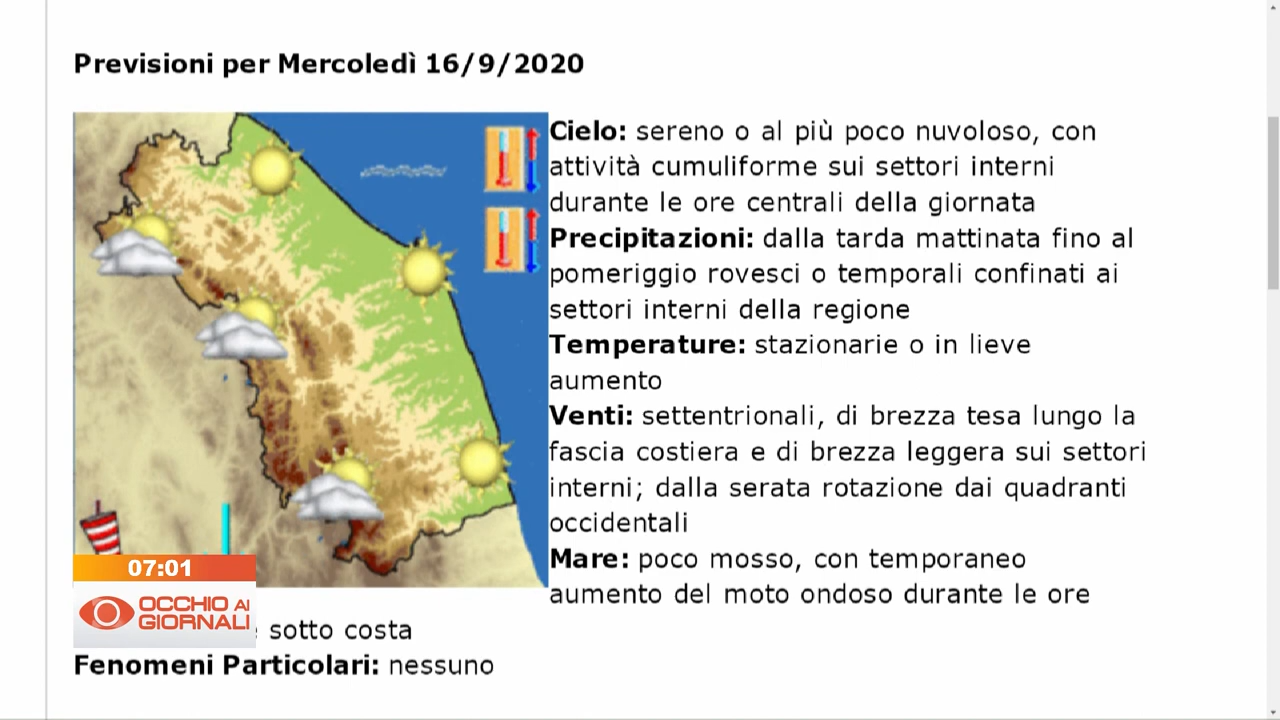 Previsioni per Mercoledì 16/9/2020
Cielo: sereno o al più poco nuvoloso, con
attività cumuliforme sui settori interni
durante le ore centrali della giornata
Precipitazioni: dalla tarda mattinata fino al
pomeriggio rovesci o temporali confinati ai
settori interni della regione
Temperature: stazionarie o in lieve
aumento
Venti: settentrionali, di brezza tesa lungo la
fascia costiera e di brezza leggera sui settori
interni; dalla serata rotazione dai quadranti
occidentali
Mare: poco mosso, con temporaneo
aumento del moto ondoso durante le ore
sotto costa
Fenomeni Particolari: nessuno
07:01
OCCHIO AI
GIORNALI